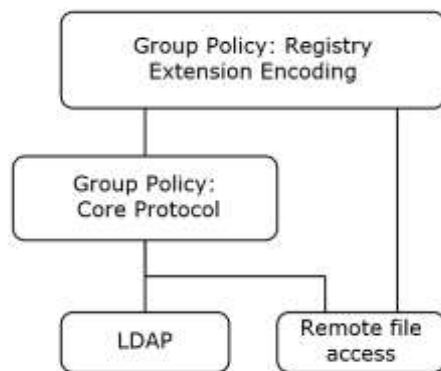 Group Policy: Registry
Extension Encoding
Group Policy:
Core Protocol
LDAP
Remote file
access